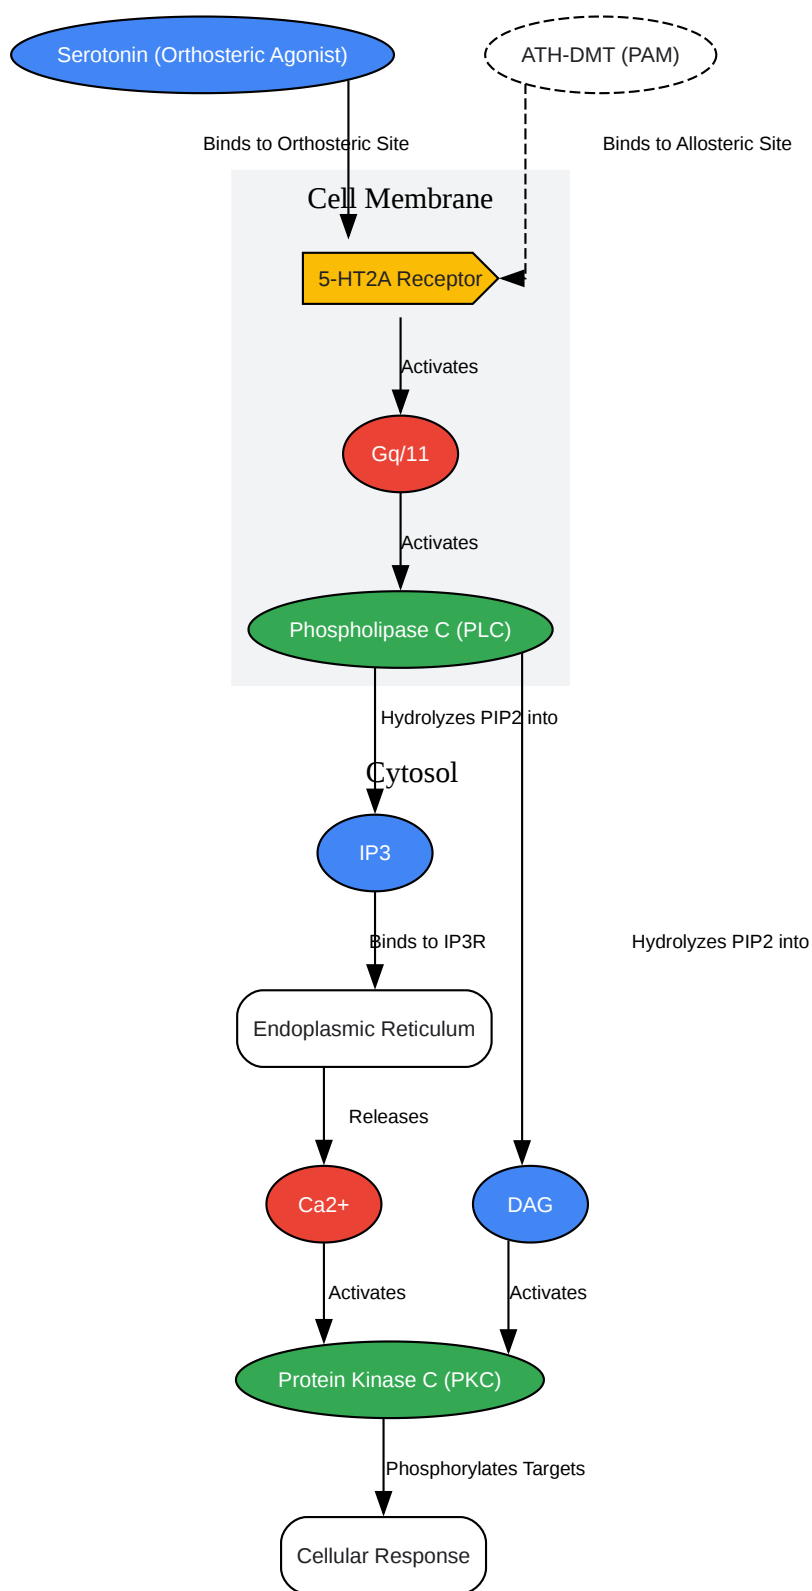 Serotonin (Orthosteric Agonist)
ATH-DMT (PAM)
Binds to Orthosteric Site
Binds to Allosteric Site
Cell Membrane
5-HT2A Receptor
Activates
Gq/11
Activates
Phospholipase C (PLC)
Hydrolyzes PIP2 into
Cytosol
IP3
Binds to IP3R
Hydrolyzes PIP2 into
Endoplasmic Reticulum
Releases
Ca2+
DAG
Activates
Activates
Protein Kinase C (PKC)
Phosphorylates Targets
Cellular Response